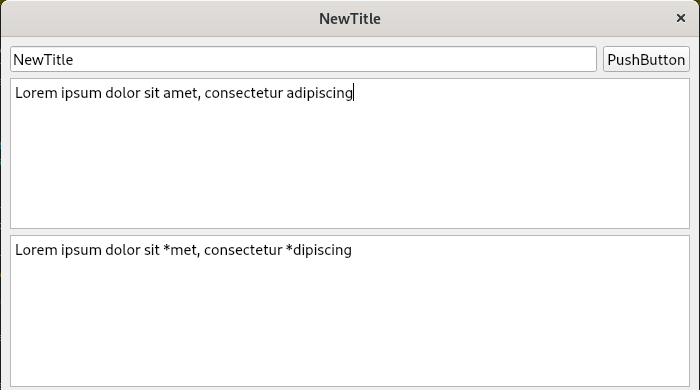 NewTitle
NewTitle
PushButton
Lorem ipsum dolor sit amet, consectetur adipiscing
Lorem ipsum dolor sit *met, consectetur *dipiscing